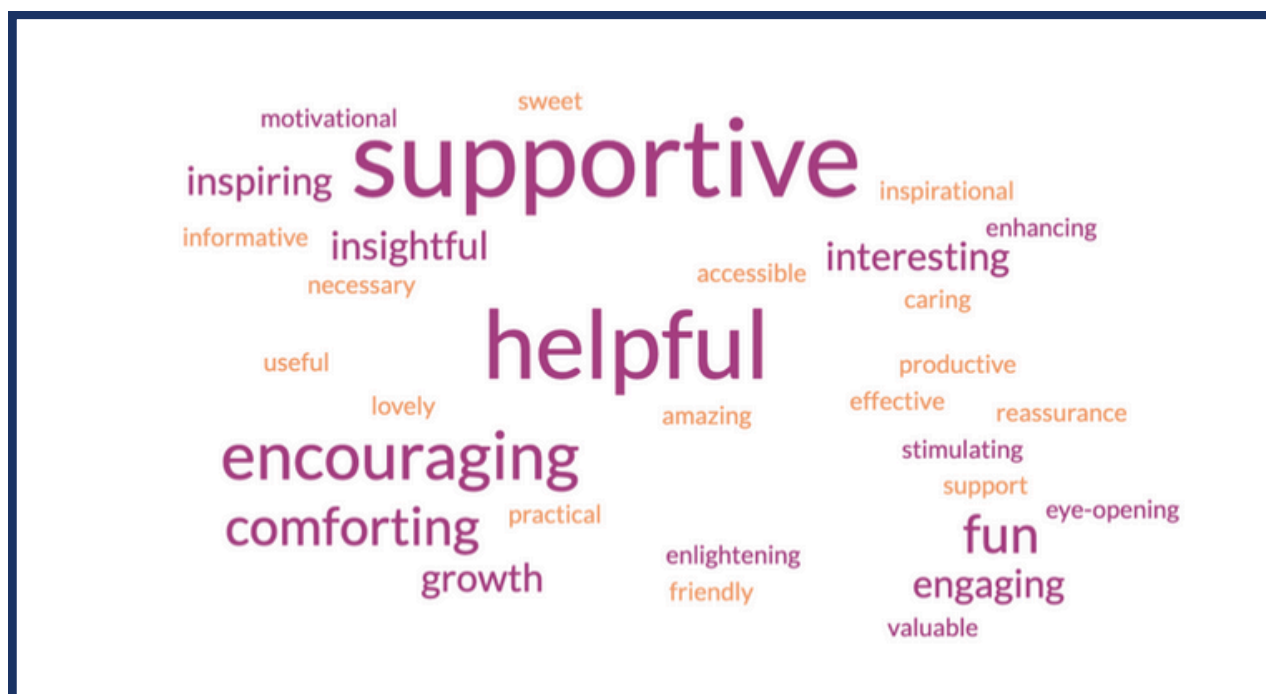 sweet
motivational
supportive
inspiring
inspirational
enhancing
informative
insightful
interesting
accessible
necessary
caring
helpful
useful
productive
lovely
effective
amazing
reassurance
encouraging
stimulating
support
eye-opening
comforting
practical
fun
enlightening
growth
engaging
friendly
valuable